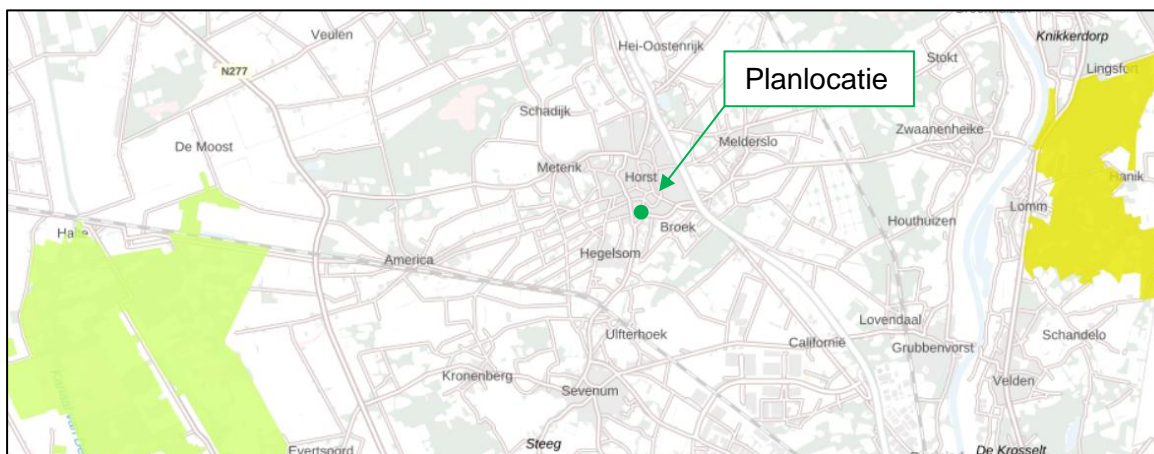 Knikkerdorp
Veulen
Hei-Oostenrijk
Stokt
Lingsfort
N277
Planlocatie
Schadijk
Zwaanenheike
De Moost
Melderslo
Meterik
Horst
Hanik
Lomm
Houthuizen
Broek
America
Hegelsom
Lovendaal
Ulfterhoek
Californië
Grubbenvorst
Schandelo
Kronenberg
Sevenum
Velden
Steeg
Evertsoord
De Krosselt